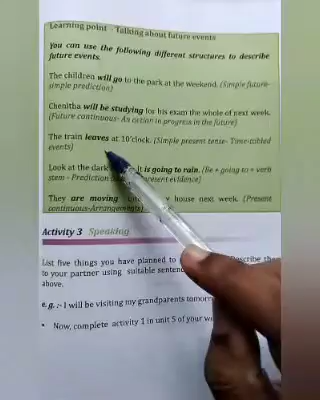 Learning point - Talking about future events
You can use the following different structures to describe
future events.
The children will go to the park at the weekend. (Simple future-
simple prediction)
Chenitha will be studying for his exam the whole of next week.
(Future continuous- An action in progress in the future)
The train leaves at 10'clock. (Simple present tense- Time-tabled
events)
Look at the dark It is going to rain. (Be + going to + verb
stem - Prediction present evidence)
They are moving house next week. (Present
continuous-Arrangements)
Activity 3 Speaking
List five things you have planned to Describe the
to your partner using suitable
above.
e.g. :- I will be visiting my grandparents
• Now, complete activity 1 in unit 5 of your